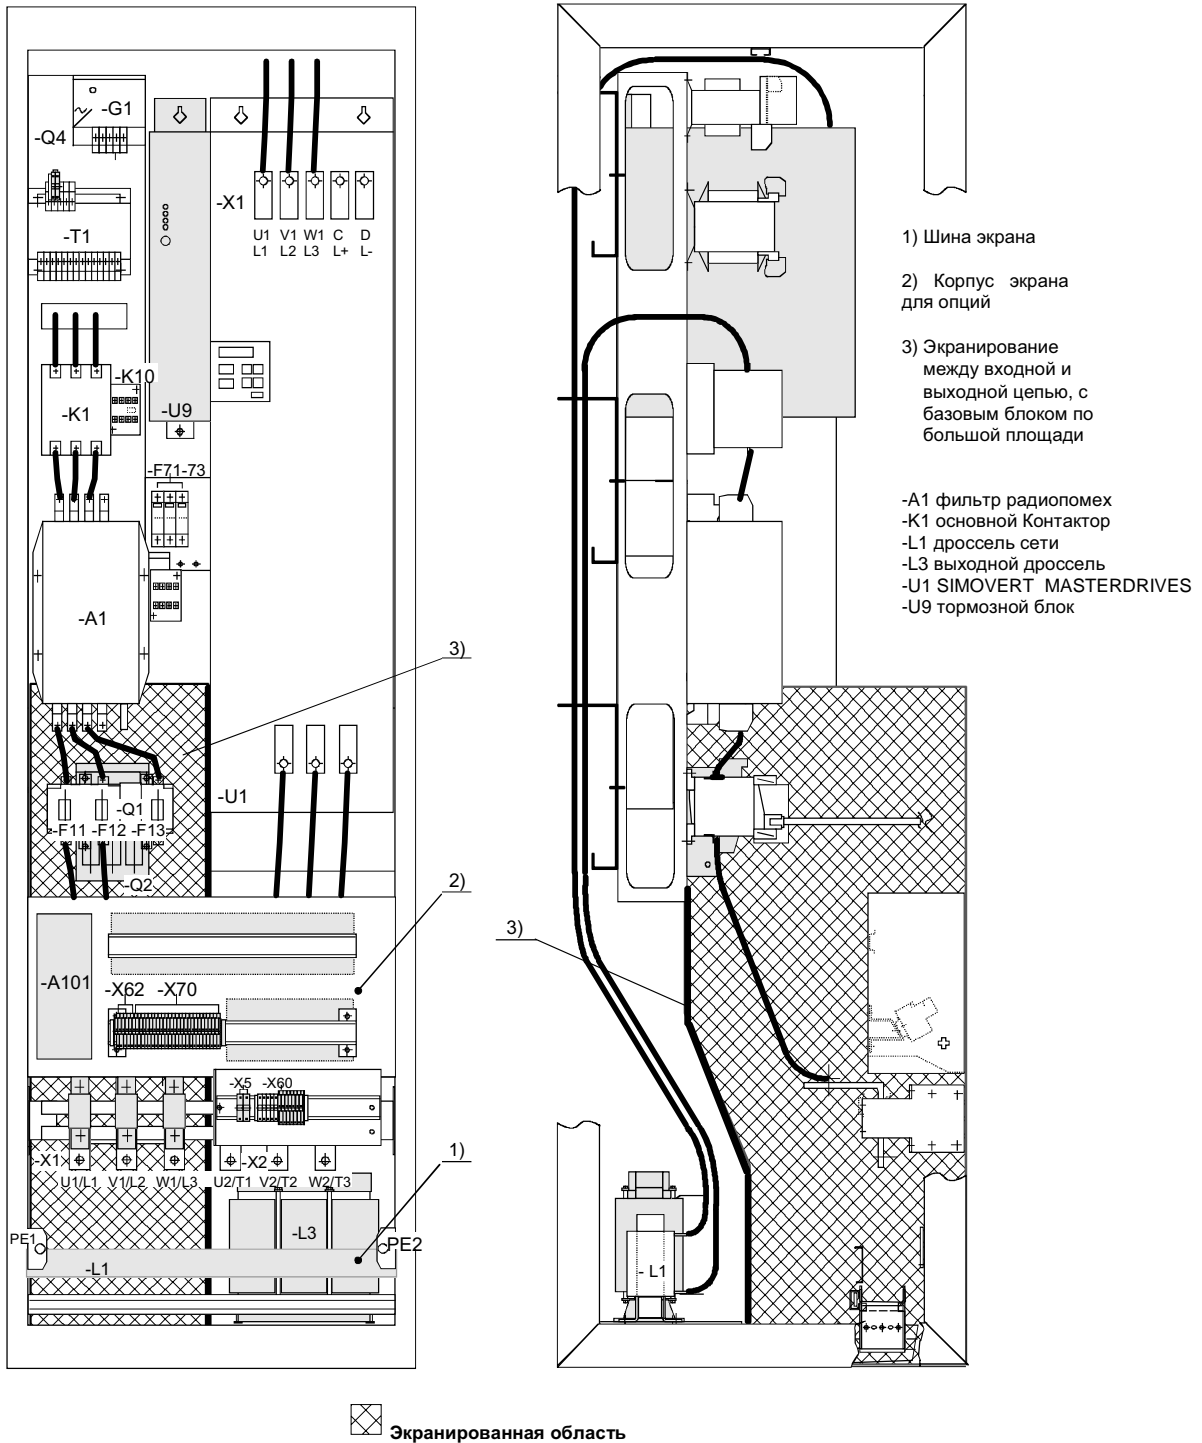 -G1
-Q4
-X1
-T1
U1 V1 W1 C D
L1 L2 L3 L+ L-
-K10
-K1
-U9
-F71-73
-A1
3)
-U1
-Q1
-F11 -F12 -F13
-Q2
2)
-A101
-X62 -X70
-X5 -X60
-X1
-X2
1)
U1/L1 V1/L2 W1/L3 U2/T1 V2/T2 W2/T3
PE1
-L3
PE2
-L1
3)
- L1
1) Шина экрана
2) Корпус экрана
для опций
3) Экранирование
между входной и
выходной цепью, с
базовым блоком по
большой площади
-A1 фильтр радиопомех
-K1 основной Контактор
-L1 дроссель сети
-L3 выходной дроссель
-U1 SIMOVERT MASTERDRIVES
-U9 тормозной блок
Экранированная область